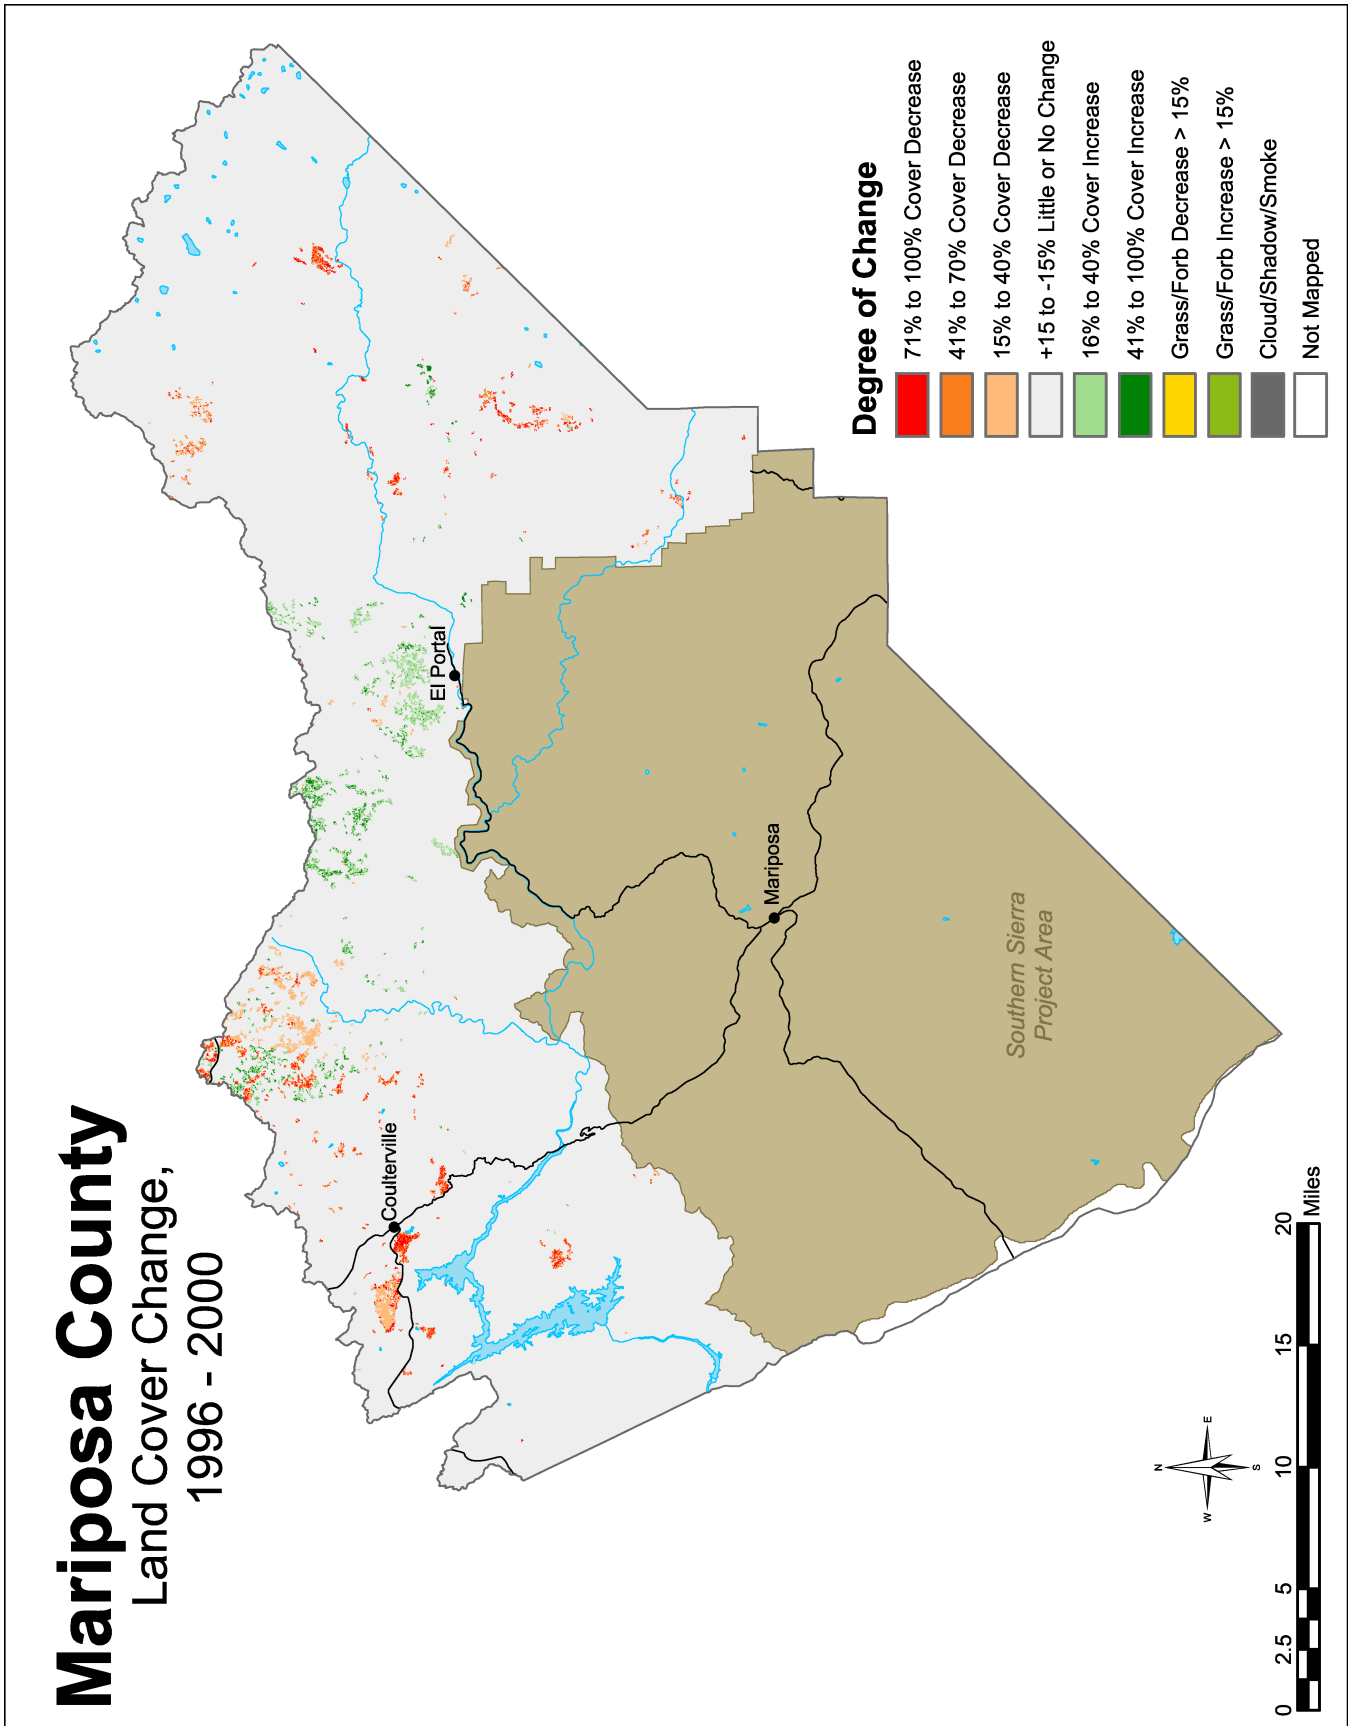 Mariposa County
Land Cover Change,
1996 - 2000
El Portal
Coulterville
Mariposa
Southern Sierra
Project Area
Degree of Change
71% to 100% Cover Decrease
41% to 70% Cover Decrease
15% to 40% Cover Decrease
+15 to -15% Little or No Change
16% to 40% Cover Increase
41% to 100% Cover Increase
Grass/Forb Decrease > 15%
Grass/Forb Increase > 15%
Cloud/Shadow/Smoke
Not Mapped
N
W
E
S
0 2.5 5 10 15 20
Miles